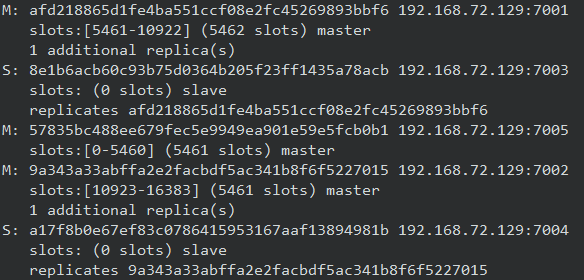 M: afd218865d1fe4ba551ccf08e2fc45269893bbf6 192.168.72.129:7001
slots:[5461-10922] (5462 slots) master
1 additional replica(s)
S: 8e1b6acb60c93b75d0364b205f23ff1435a78acb 192.168.72.129:7003
slots: (0 slots) slave
replicates afd218865d1fe4ba551ccf08e2fc45269893bbf6
M: 57835bc488ee679fec5e9949ea901e59e5fcb0b1 192.168.72.129:7005
slots:[0-5460] (5461 slots) master
M: 9a343a33abffa2e2facbdf5ac341b8f6f5227015 192.168.72.129:7002
slots:[10923-16383] (5461 slots) master
1 additional replica(s)
S: a17f8b0e67ef83c0786415953167aaf13894981b 192.168.72.129:7004
slots: (0 slots) slave
replicates 9a343a33abffa2e2facbdf5ac341b8f6f5227015